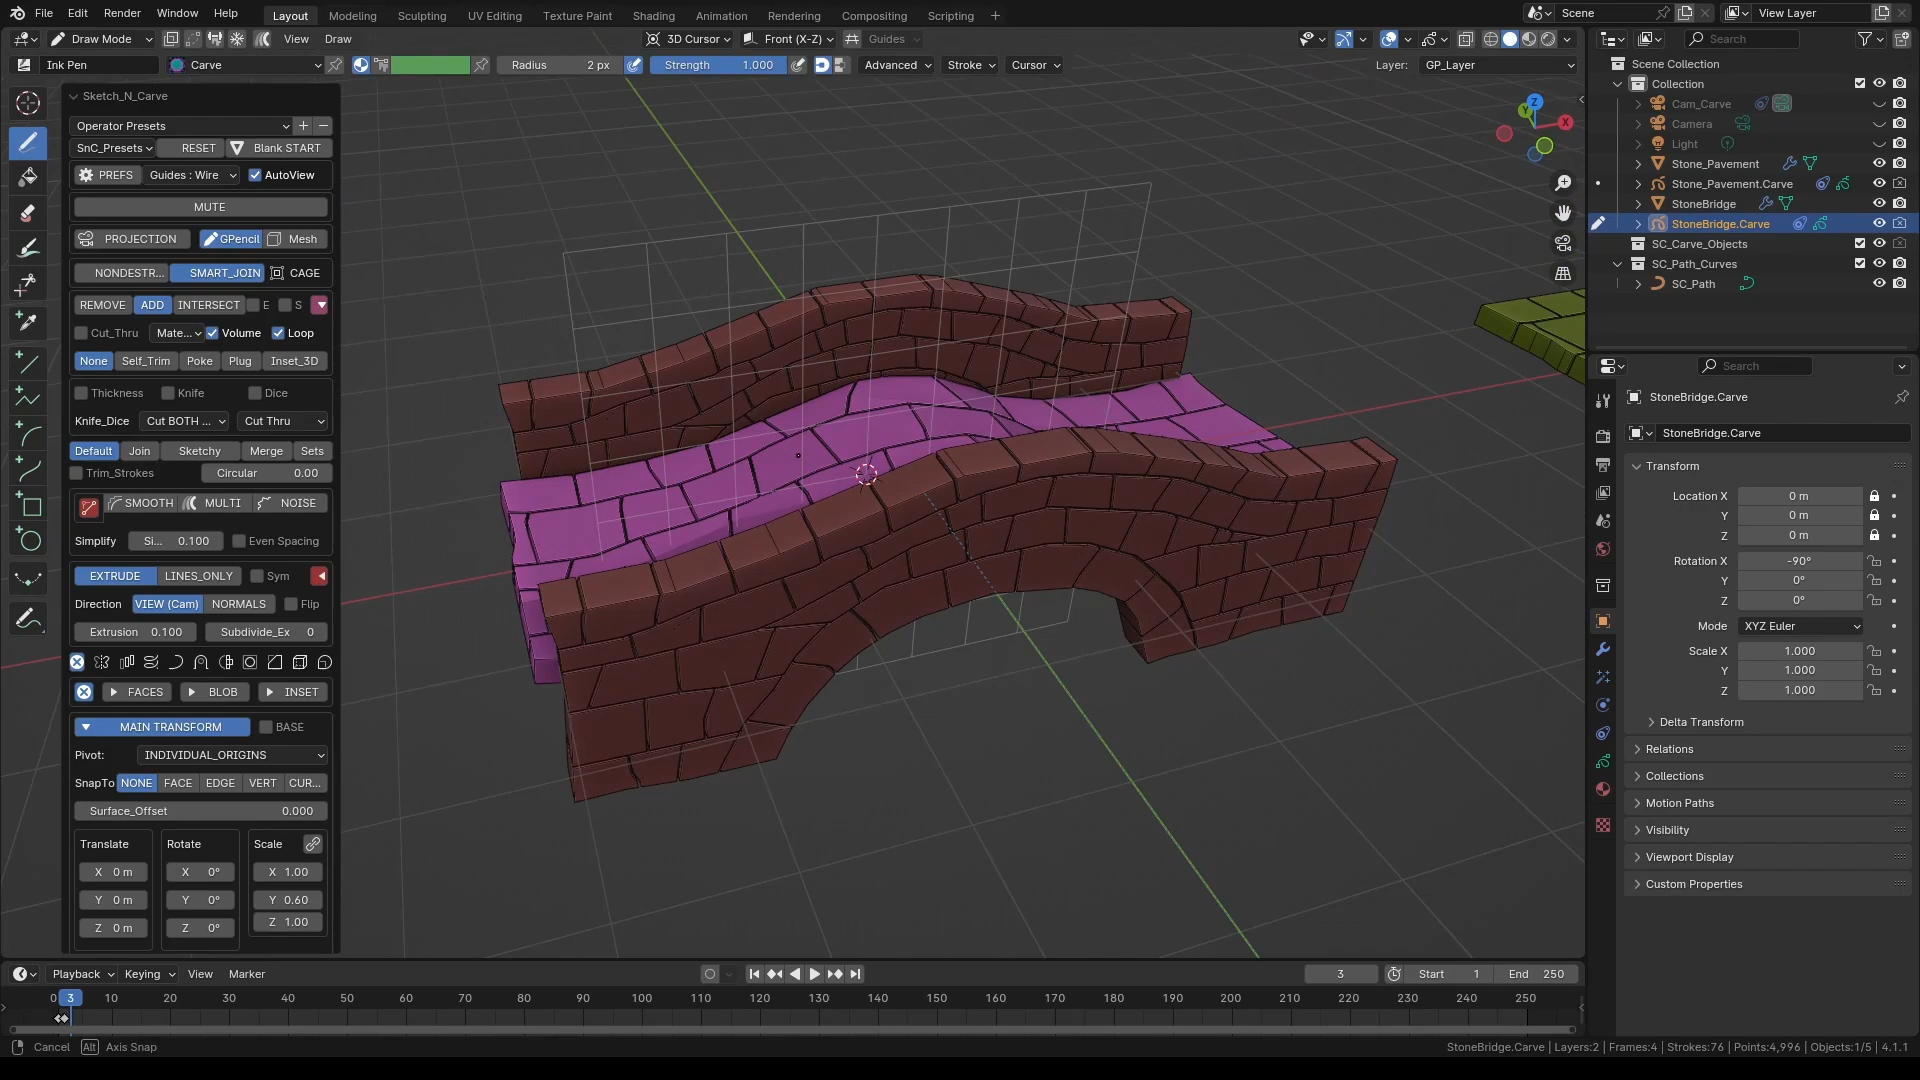 File Edit Render Window Help Layout Modeling Sculpting UV Editing Texture Paint Shading Animation Rendering Compositing Scripting + Scene View Layer
Draw Mode View Draw 3D Cursor Front (X-Z) Guides Search
Ink Pen Carve Radius 2 px Strength 1.000 Advanced Stroke Cursor Layer: GP_Layer
Sketch_N_Carve
Operator Presets + −
SnC_Presets RESET Blank START
PREFS Guides : Wire AutoView
MUTE
PROJECTION GPencil Mesh
NONDESTR... SMART_JOIN CAGE
REMOVE ADD INTERSECT E S
Cut_Thru Mate... Volume Loop
None Self_Trim Poke Plug Inset_3D
Thickness Knife Dice
Knife_Dice Cut BOTH ... Cut Thru
Default Join Sketchy Merge Sets
Trim_Strokes Circular 0.00
SMOOTH MULTI NOISE
Simplify Si... 0.100 Even Spacing
EXTRUDE LINES_ONLY Sym
Direction VIEW (Cam) NORMALS Flip
Extrusion 0.100 Subdivide_Ex 0
FACES BLOB INSET
MAIN TRANSFORM BASE
Pivot: INDIVIDUAL_ORIGINS
SnapTo NONE FACE EDGE VERT CUR...
Surface_Offset 0.000
Translate Rotate Scale
X 0 m X 0° X 1.00
Y 0 m Y 0° Y 0.60
Z 0 m Z 0° Z 1.00
Z
Y
X
Scene Collection
Collection
Cam_Carve
Camera
Light
Stone_Pavement
Stone_Pavement.Carve
StoneBridge
StoneBridge.Carve
SC_Carve_Objects
SC_Path_Curves
SC_Path
Search
StoneBridge.Carve
StoneBridge.Carve
Transform
Location X 0 m
Y 0 m
Z 0 m
Rotation X -90°
Y 0°
Z 0°
Mode XYZ Euler
Scale X 1.000
Y 1.000
Z 1.000
Delta Transform
Relations
Collections
Motion Paths
Visibility
Viewport Display
Custom Properties
Playback Keying View Marker 3 Start 1 End 250
0 3 10 20 30 40 50 60 70 80 90 100 110 120 130 140 150 160 170 180 190 200 210 220 230 240 250
Cancel Alt Axis Snap StoneBridge.Carve | Layers:2 | Frames:4 | Strokes:76 | Points:4,996 | Objects:1/5 | 4.1.1